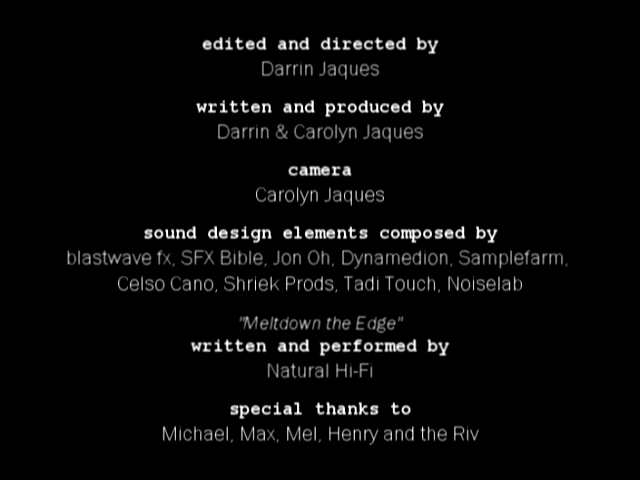 edited and directed by
Darrin Jaques
written and produced by
Darrin & Carolyn Jaques
camera
Carolyn Jaques
sound design elements composed by
blastwave fx, SFX Bible, Jon Oh, Dynamedion, Samplefarm,
Celso Cano, Shriek Prods, Tadi Touch, Noiselab
"Meltdown the Edge"
written and performed by
Natural Hi-Fi
special thanks to
Michael, Max, Mel, Henry and the Riv